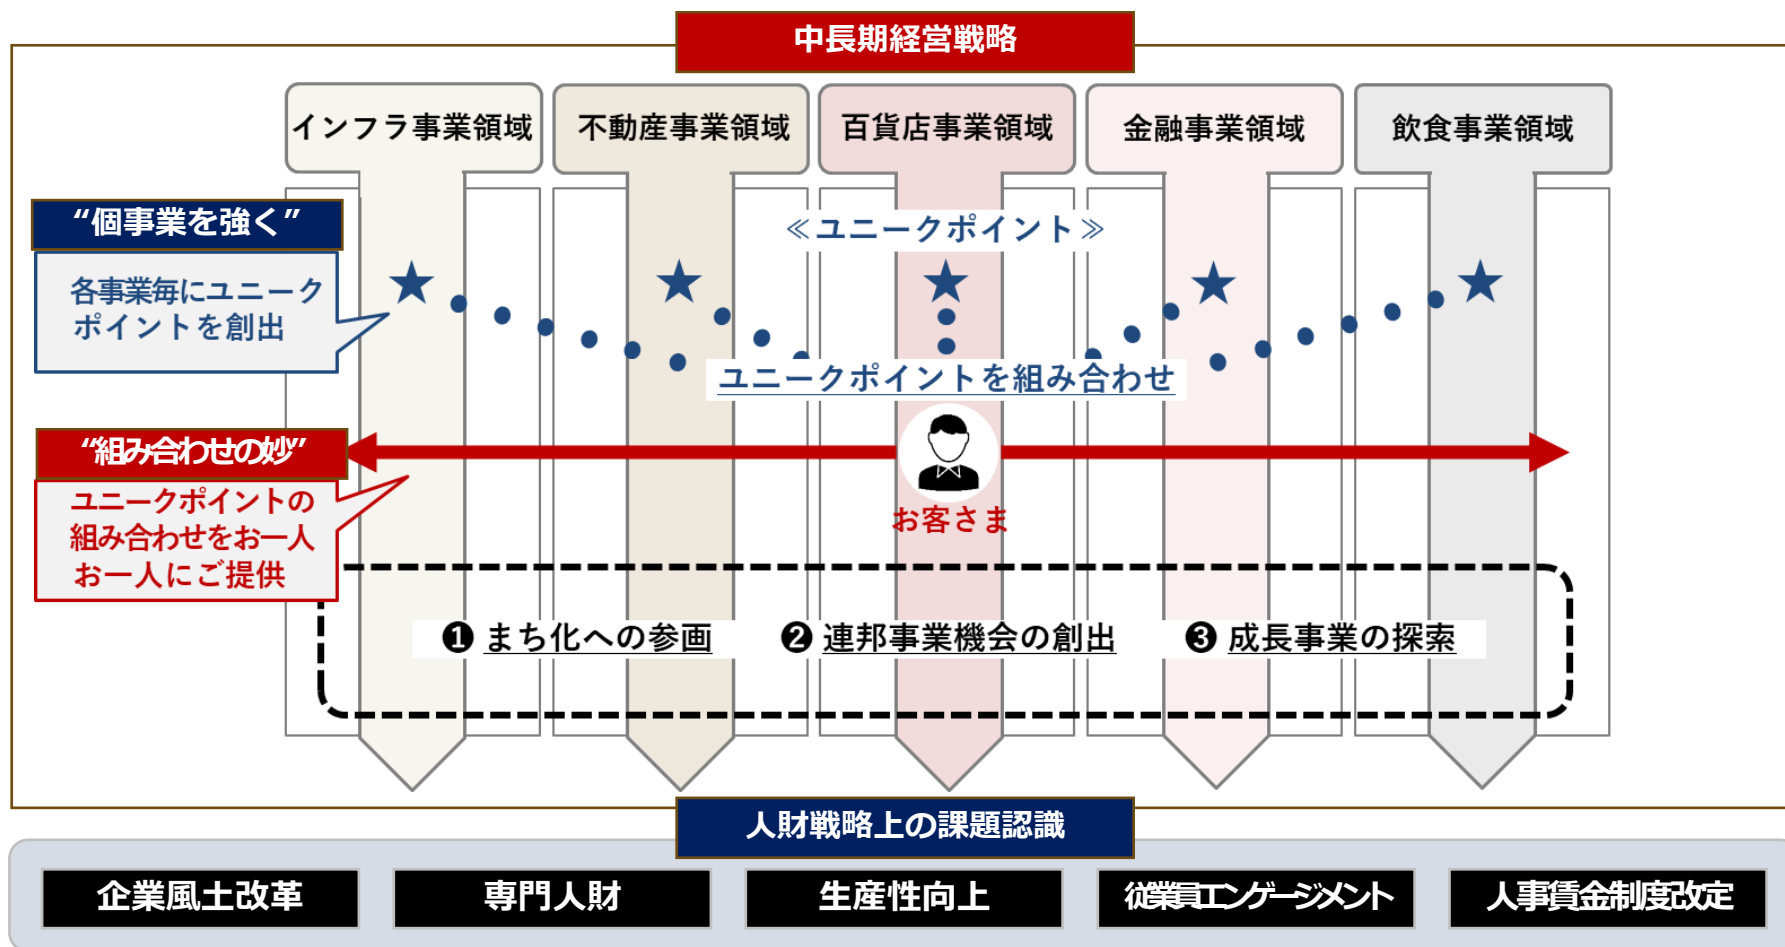 中長期経営戦略
インフラ事業領域
不動産事業領域
百貨店事業領域
金融事業領域
飲食事業領域
“個事業を強く”
各事業毎にユニーク
ポイントを創出
≪ユニークポイント≫
ユニークポイントを組み合わせ
“組み合わせの妙”
ユニークポイントの
組み合わせをお一人
お一人にご提供
お客さま
❶ まち化への参画
❷ 連邦事業機会の創出
❸ 成長事業の探索
人財戦略上の課題認識
企業風土改革
専門人財
生産性向上
従業員エンゲージメント
人事賃金制度改定